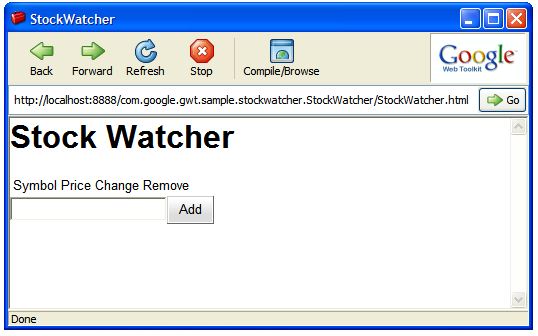 StockWatcher
Back Forward Refresh Stop Compile/Browse
Google
Web Toolkit
http://localhost:8888/com.google.gwt.sample.stockwatcher.StockWatcher/StockWatcher.html Go
Stock Watcher
Symbol Price Change Remove
Add
Done